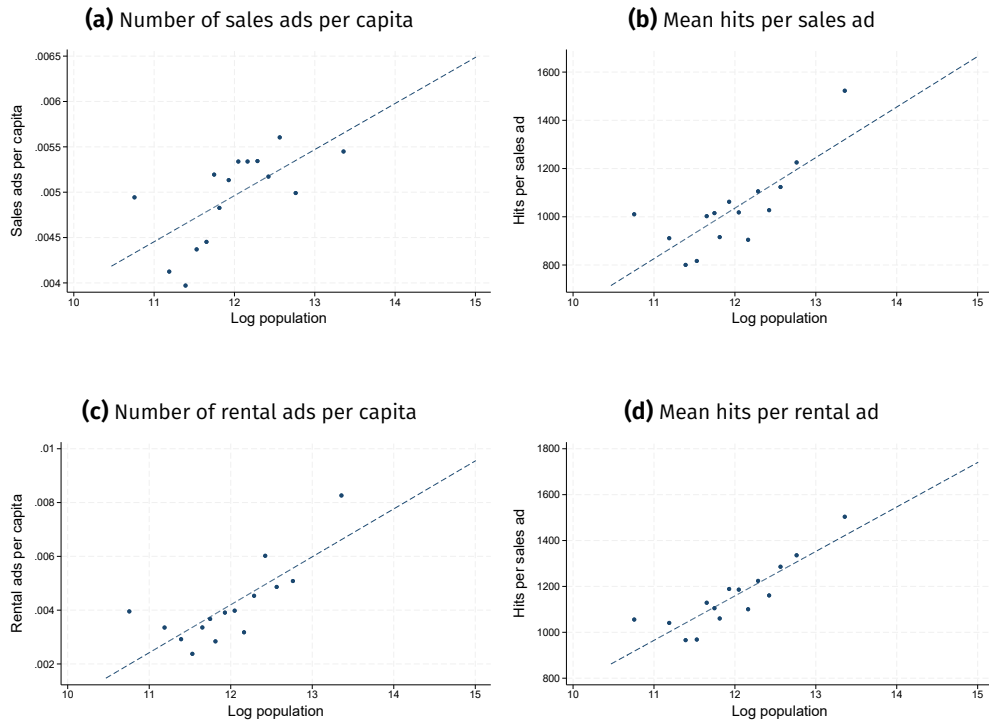 (a) Number of sales ads per capita
.0065
.006
.0055
.005
.0045
.004
Sales ads per capita
10 11 12 13 14 15
Log population
(b) Mean hits per sales ad
1600
1400
1200
1000
800
Hits per sales ad
10 11 12 13 14 15
Log population
(c) Number of rental ads per capita
.01
.008
.006
.004
.002
Rental ads per capita
10 11 12 13 14 15
Log population
(d) Mean hits per rental ad
1800
1600
1400
1200
1000
800
Hits per sales ad
10 11 12 13 14 15
Log population